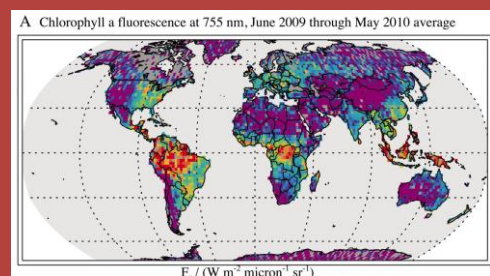 A Chlorophyll a fluorescence at 755 nm, June 2009 through May 2010 average
F, / (W m⁻² micron⁻¹ sr⁻¹)